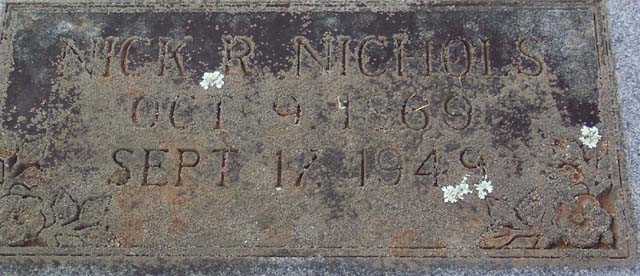 NICK R NICHOLS
OCT 9 1869
SEPT 17 1949